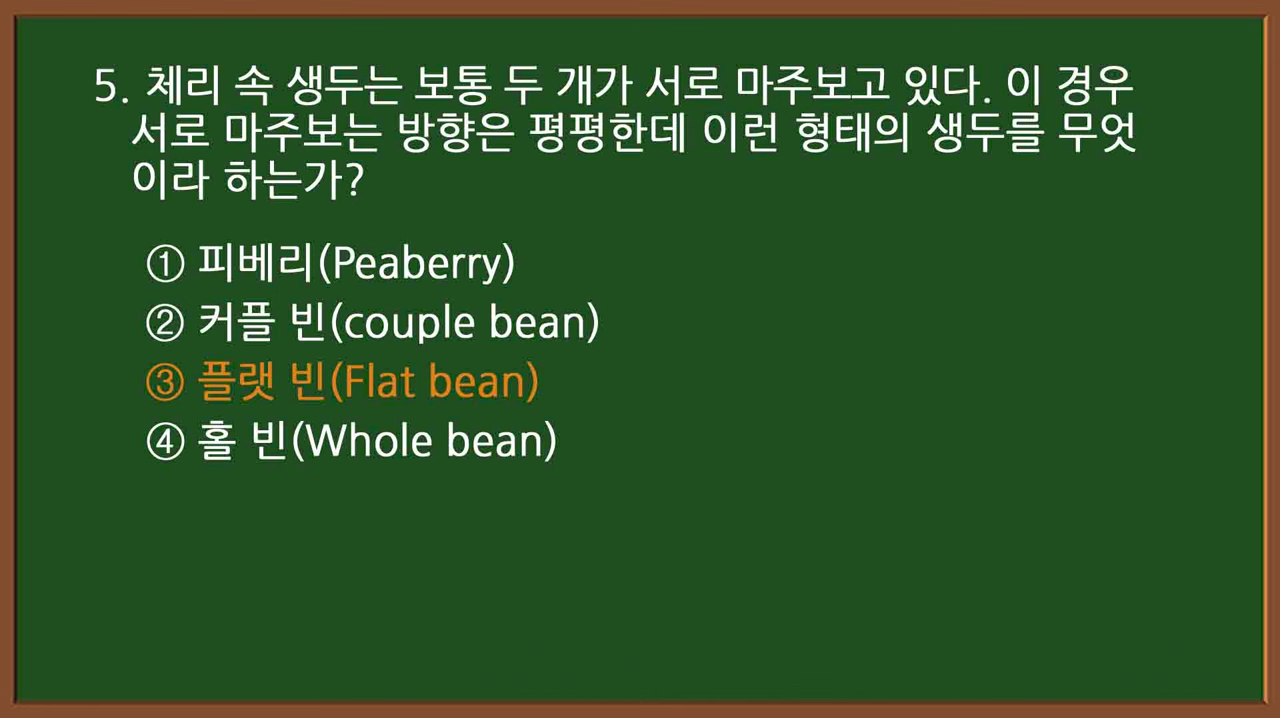 5. 체리 속 생두는 보통 두 개가 서로 마주보고 있다. 이 경우
서로 마주보는 방향은 평평한데 이런 형태의 생두를 무엇
이라 하는가?
① 피베리(Peaberry)
② 커플 빈(couple bean)
③ 플랫 빈(Flat bean)
④ 홀 빈(Whole bean)